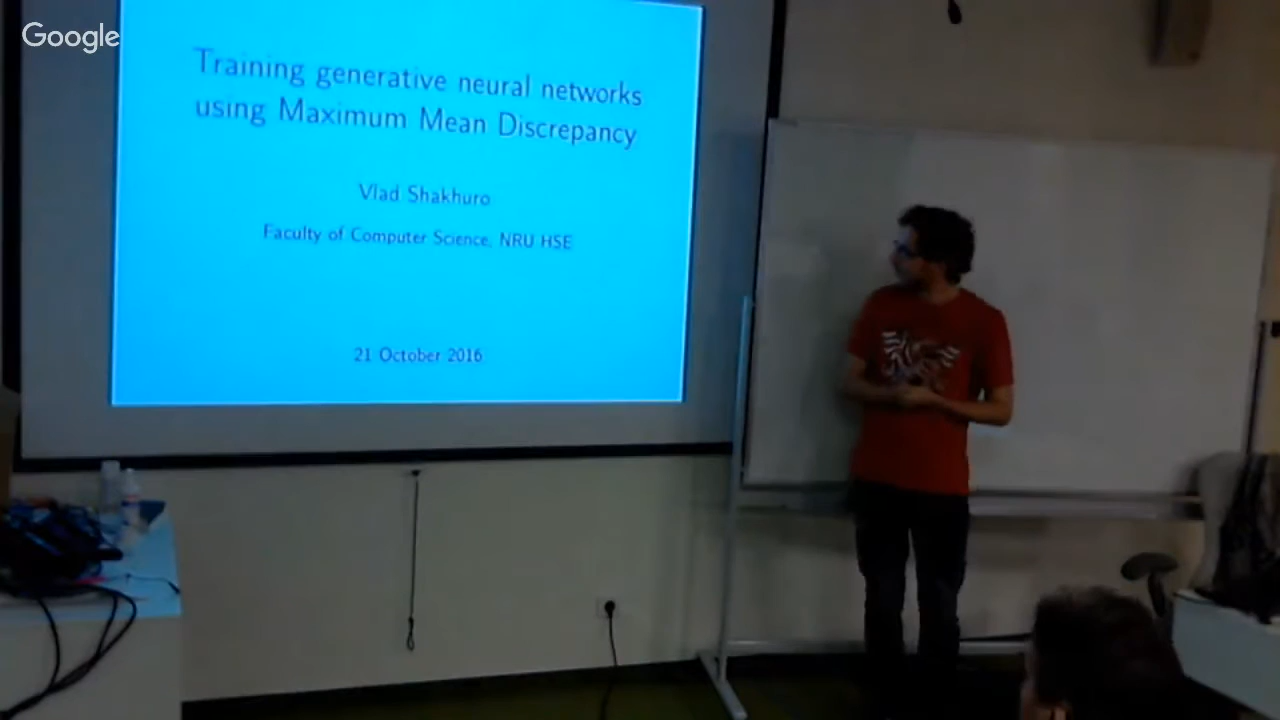 Google
Training generative neural networks
using Maximum Mean Discrepancy
Vlad Shakhuro
Faculty of Computer Science, NRU HSE
21 October 2016